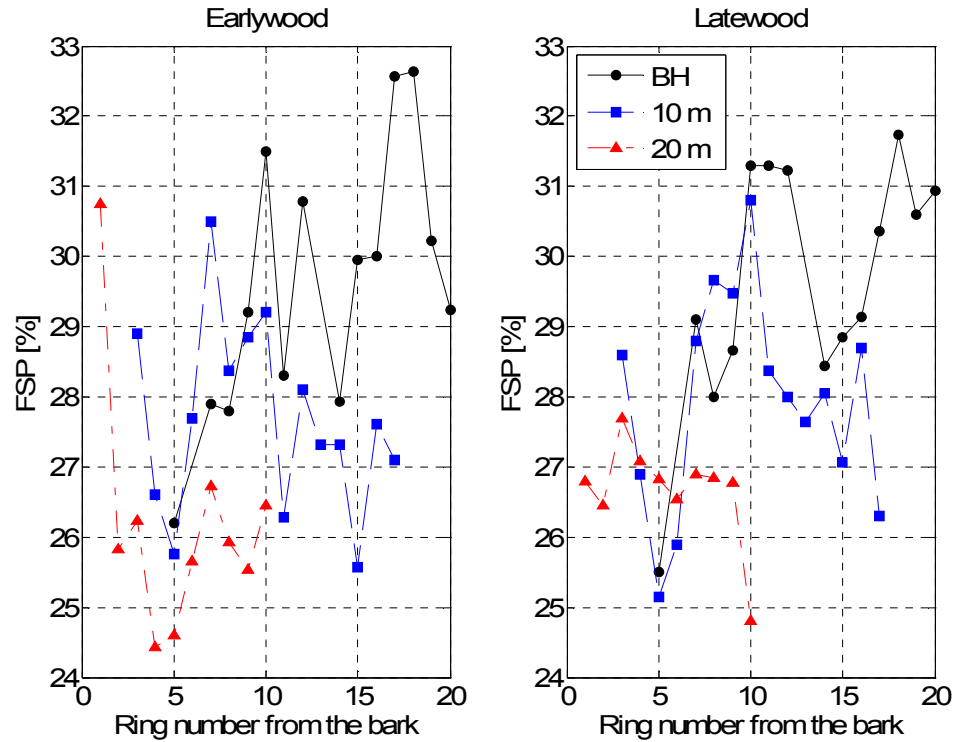 Earlywood
33
32
31
30
29
28
27
26
25
24
FSP [%]
0 5 10 15 20
Ring number from the bark
Latewood
33
32
31
30
29
28
27
26
25
24
FSP [%]
BH
10 m
20 m
0 5 10 15 20
Ring number from the bark